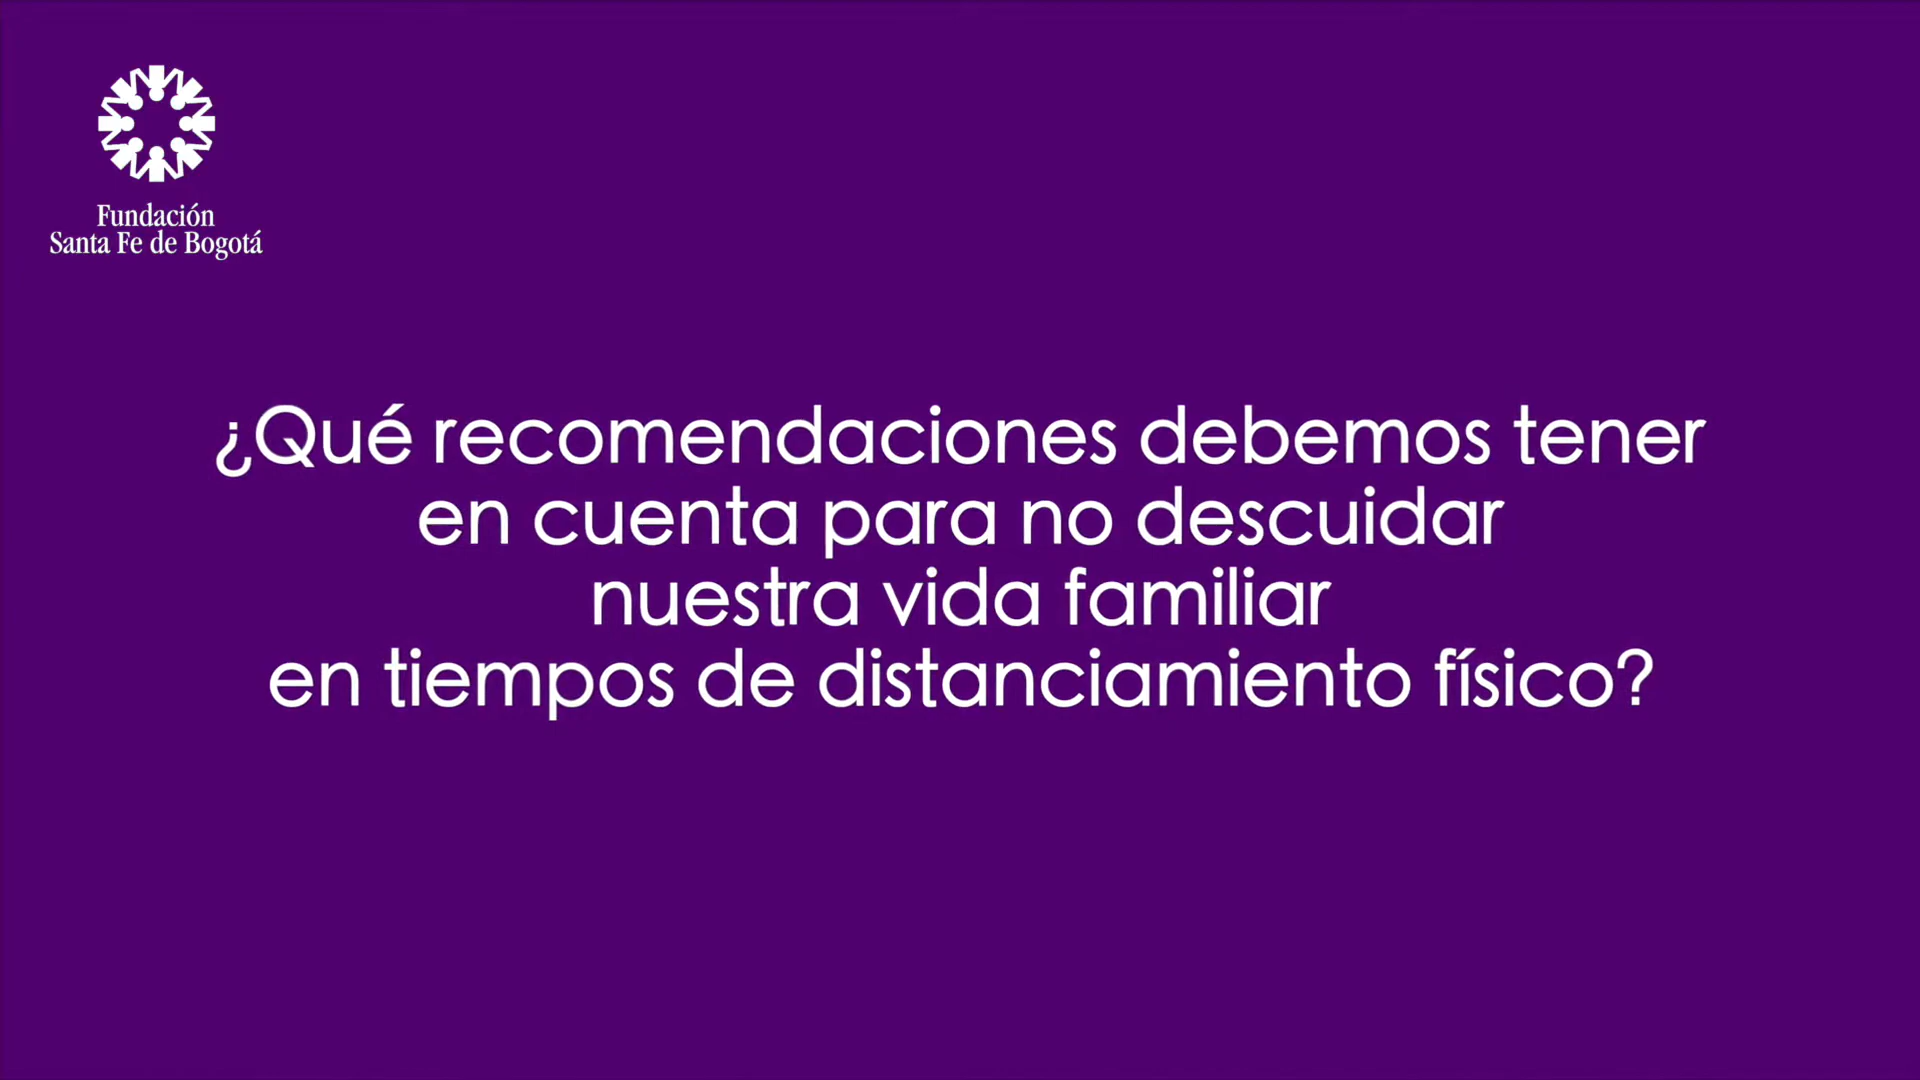 Fundación
Santa Fe de Bogotá
¿Qué recomendaciones debemos tener
en cuenta para no descuidar
nuestra vida familiar
en tiempos de distanciamiento físico?